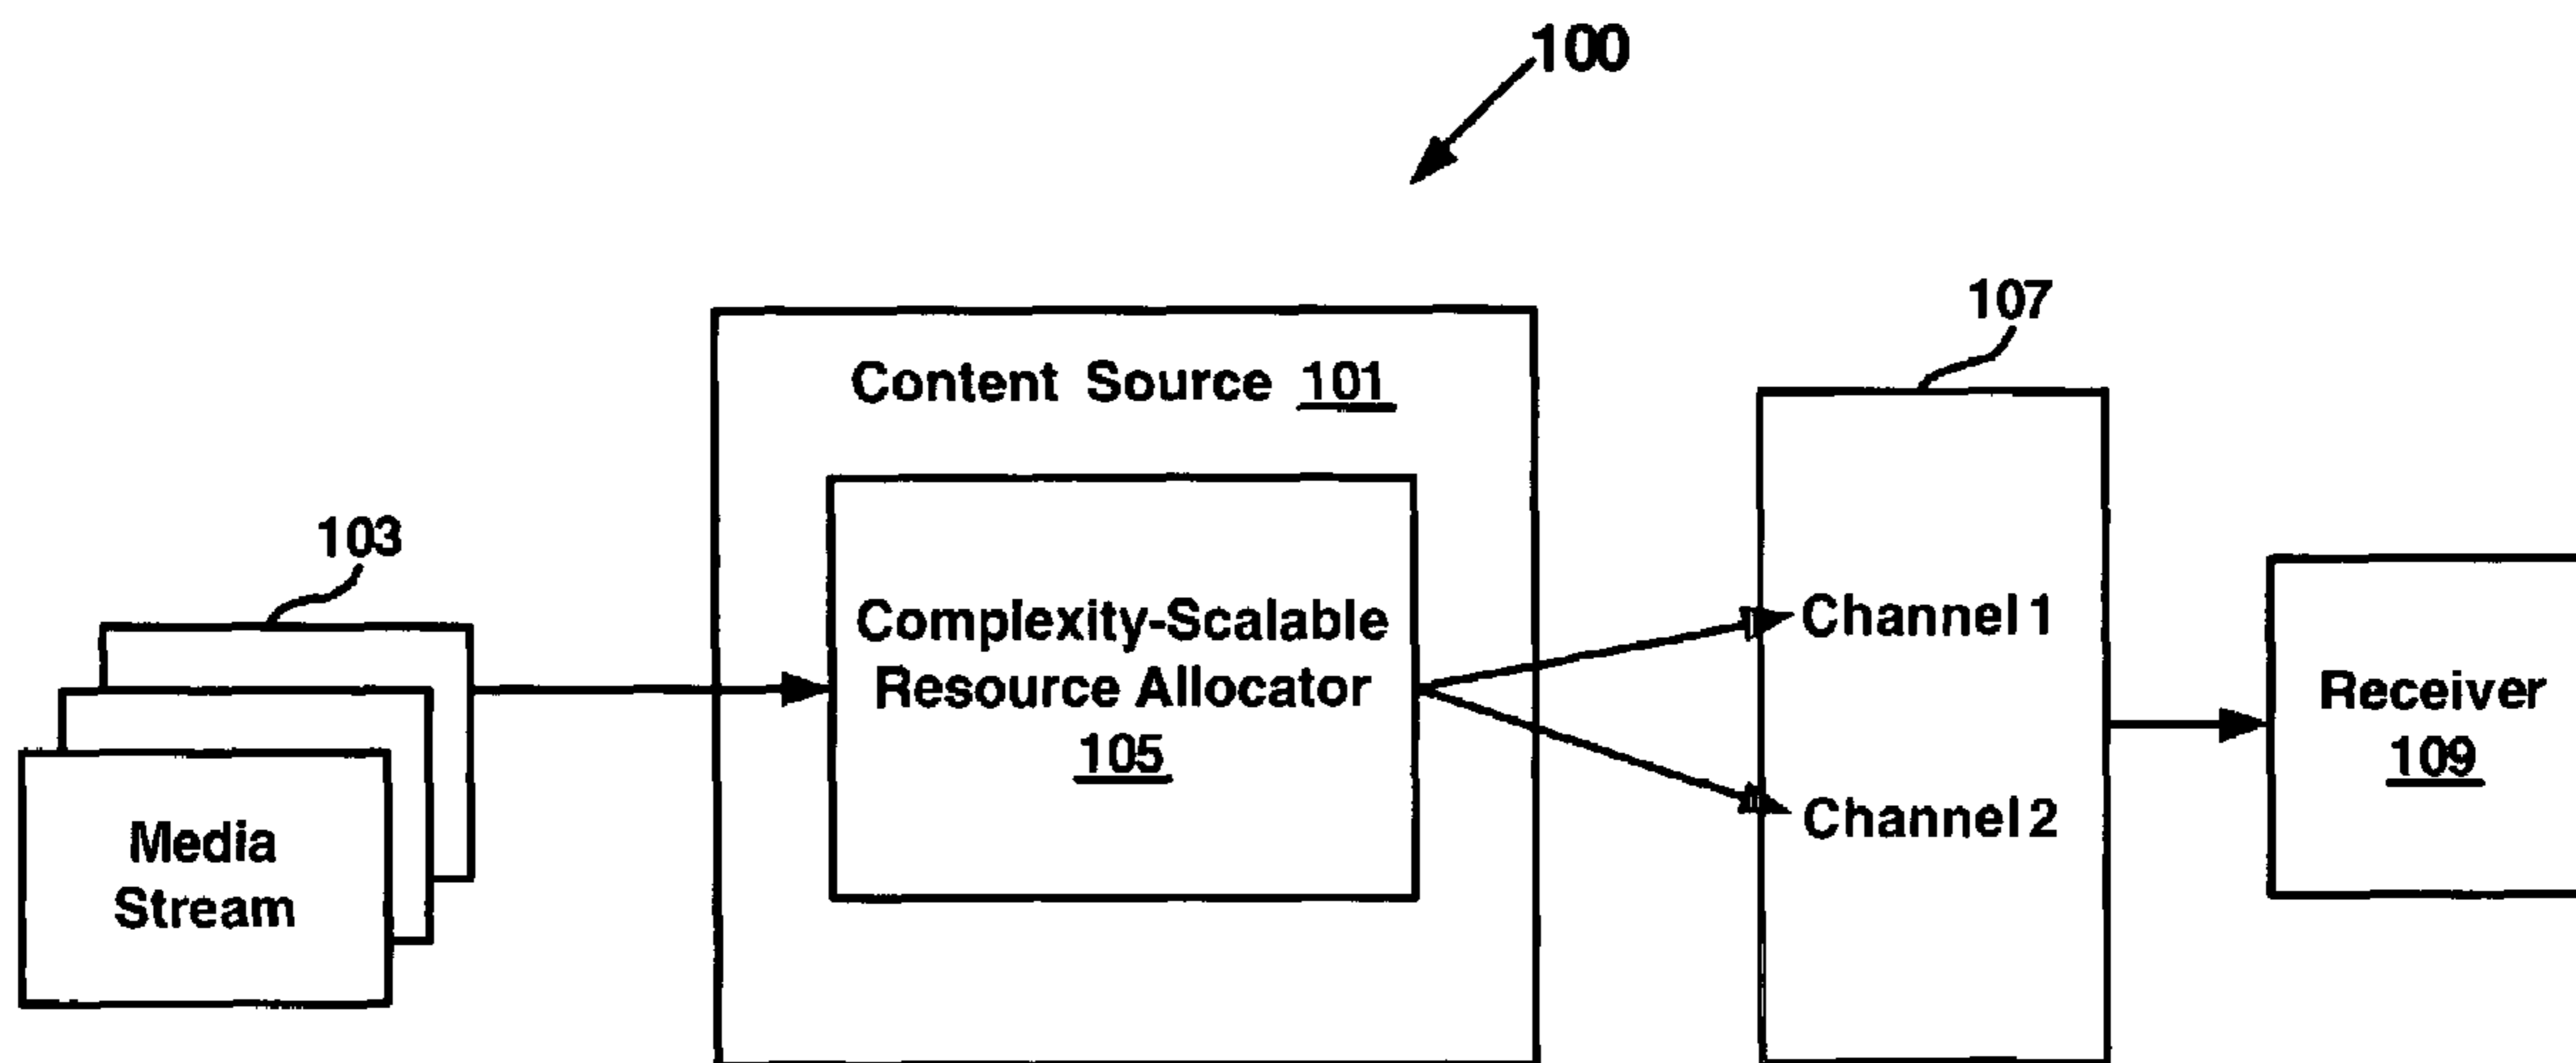 100
107
Content Source 101
103
Complexity-Scalable
Resource Allocator
105
Channel 1
Channel 2
Receiver
109
Media
Stream